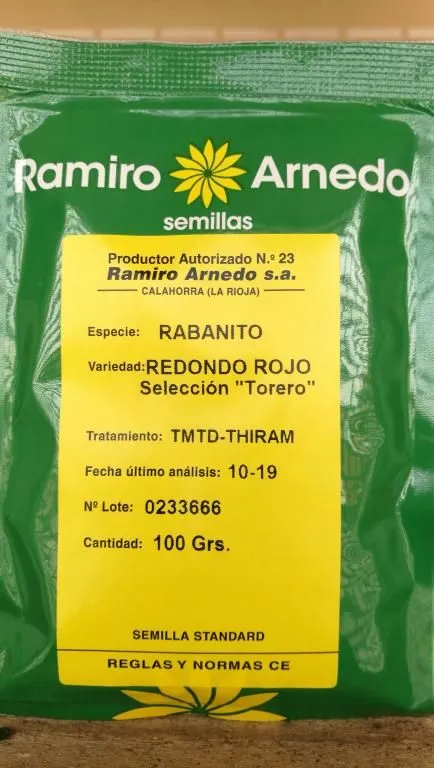 Ramiro Arnedo
semillas
Productor Autorizado N.º 23
Ramiro Arnedo s.a.
CALAHORRA (LA RIOJA)
Especie: RABANITO
Variedad: REDONDO ROJO
Selección "Torero"
Tratamiento: TMTD-THIRAM
Fecha último análisis: 10-19
Nº Lote: 0233666
Cantidad: 100 Grs.
SEMILLA STANDARD
REGLAS Y NORMAS CE